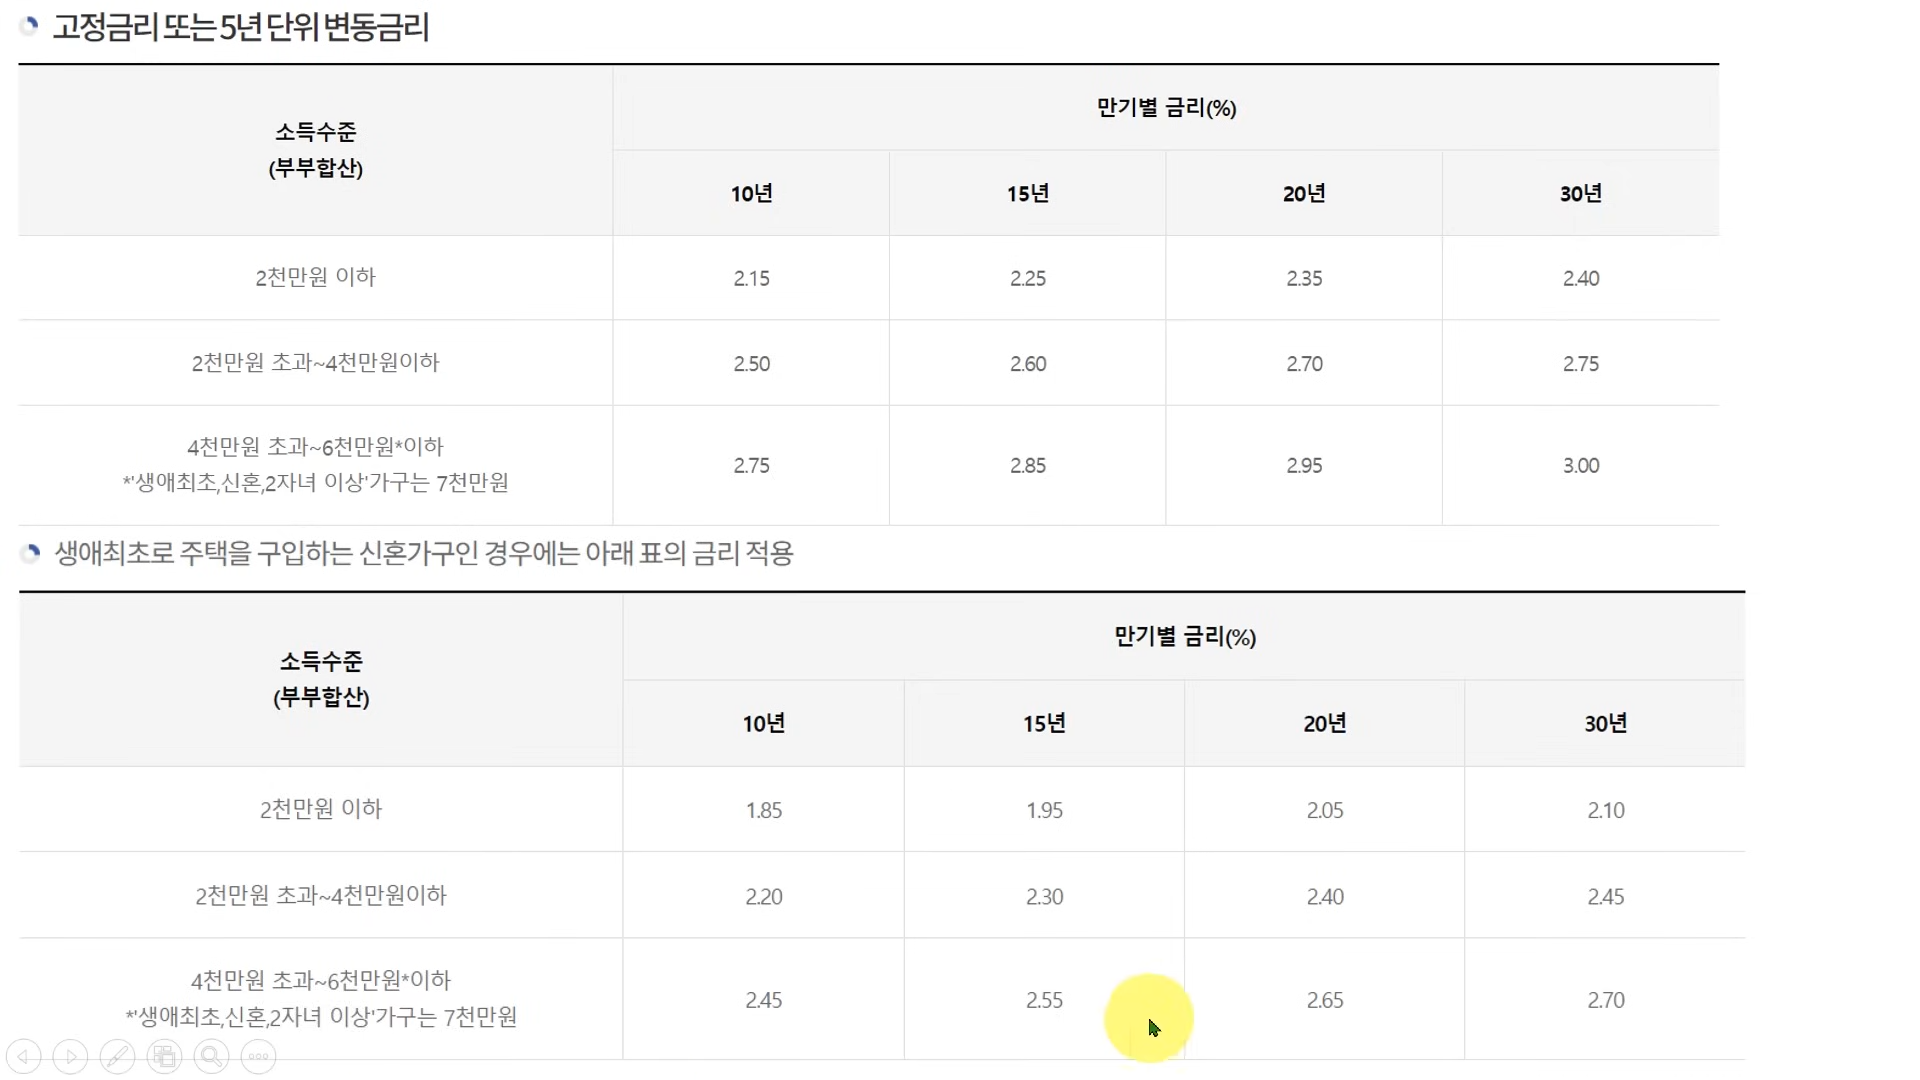 고정금리 또는 5년 단위 변동금리
소득수준
(부부합산)
만기별 금리(%)
10년 15년 20년 30년
2천만원 이하 2.15 2.25 2.35 2.40
2천만원 초과~4천만원이하 2.50 2.60 2.70 2.75
4천만원 초과~6천만원*이하
*'생애최초,신혼,2자녀 이상'가구는 7천만원
2.75 2.85 2.95 3.00
생애최초로 주택을 구입하는 신혼가구인 경우에는 아래 표의 금리 적용
소득수준
(부부합산)
만기별 금리(%)
10년 15년 20년 30년
2천만원 이하 1.85 1.95 2.05 2.10
2천만원 초과~4천만원이하 2.20 2.30 2.40 2.45
4천만원 초과~6천만원*이하
*'생애최초,신혼,2자녀 이상'가구는 7천만원
2.45 2.55 2.65 2.70